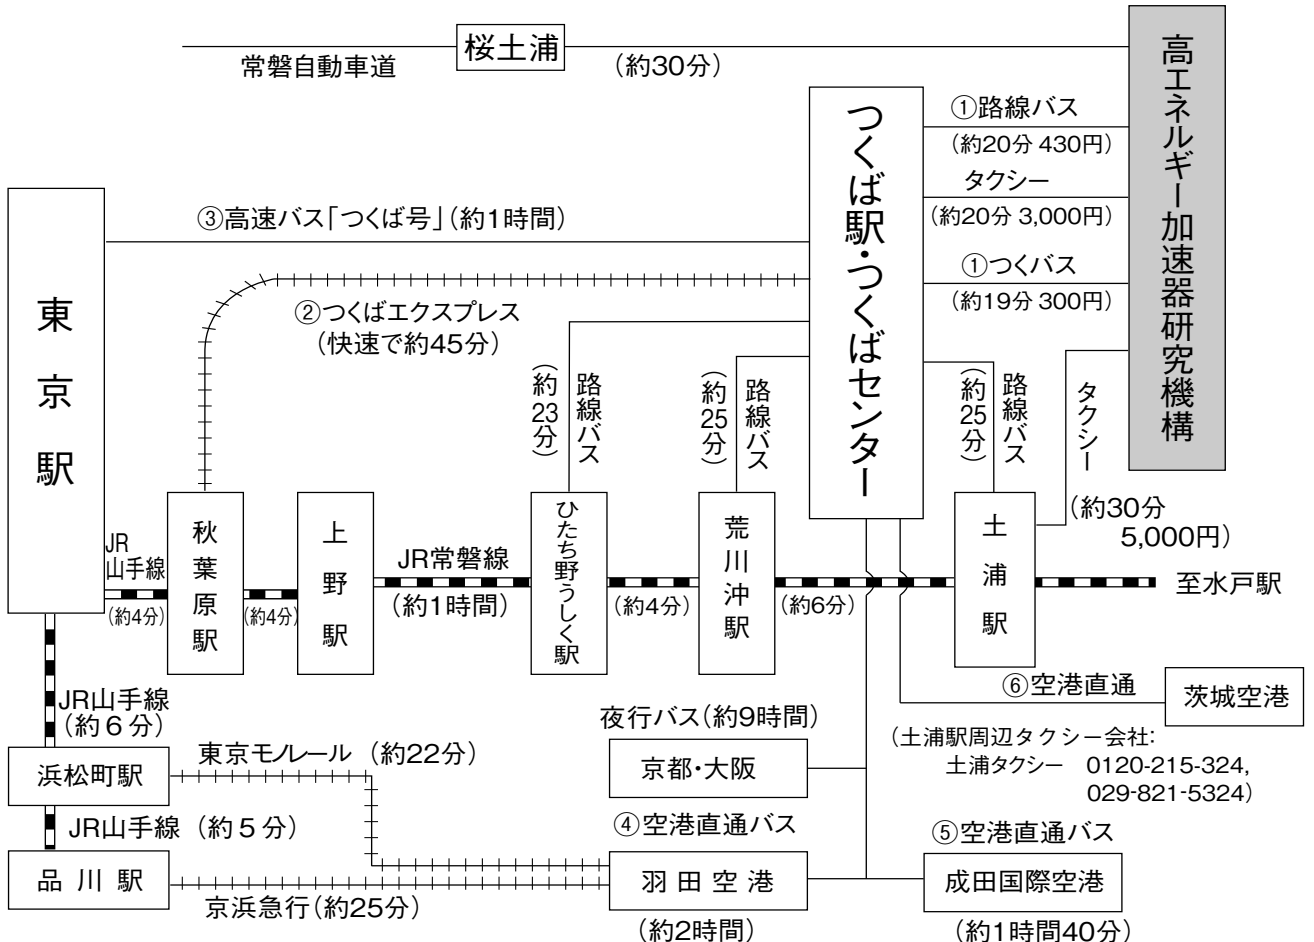 桜土浦
常磐自動車道
(約30分)
高エネルギー加速器研究機構
つくば駅・つくばセンター
①路線バス
(約20分 430円)
タクシー
(約20分 3,000円)
①つくバス
(約19分 300円)
東京駅
③高速バス「つくば号」(約1時間)
②つくばエクスプレス
(快速で約45分)
路線バス
(約23分)
路線バス
(約25分)
路線バス
(約25分)
タクシー
(約30分
5,000円)
JR
山手線
(約4分)
秋葉原駅
(約4分)
上野駅
JR常磐線
(約1時間)
ひたち野うしく駅
(約4分)
荒川沖駅
(約6分)
土浦駅
至水戸駅
JR山手線
(約6分)
⑥空港直通
茨城空港
夜行バス(約9時間)
京都・大阪
(土浦駅周辺タクシー会社:
土浦タクシー 0120-215-324,
029-821-5324)
浜松町駅
東京モノレール (約22分)
JR山手線 (約5分)
④空港直通バス
⑤空港直通バス
品川駅
京浜急行(約25分)
羽田空港
(約2時間)
成田国際空港
(約1時間40分)